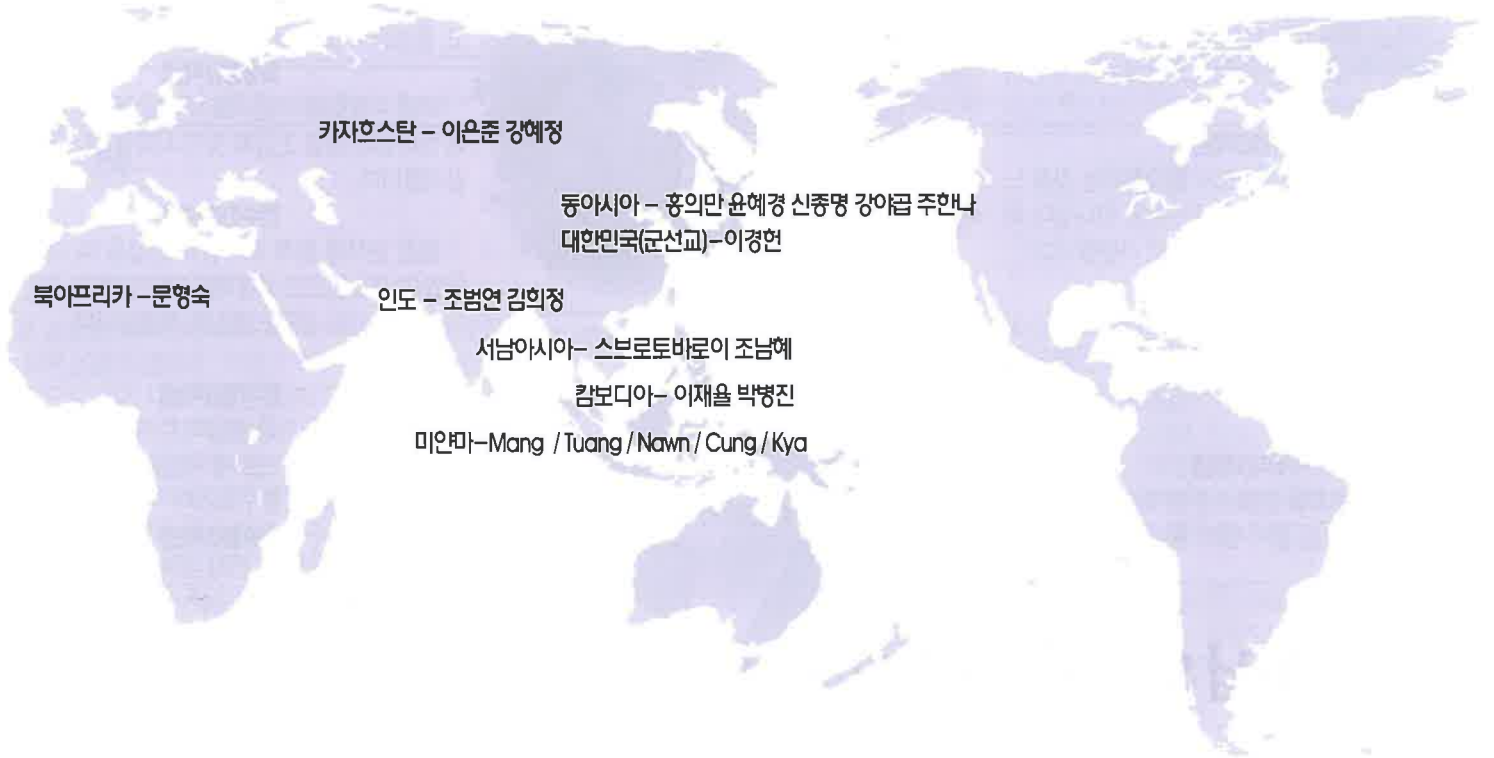 카자흐스탄 – 이은준 강혜정
동아시아 – 홍의만 윤혜경 신종명 강야곱 주한나
대한민국(군선교)–이경헌
북아프리카 –문형숙
인도 – 조범연 김희정
서남아시아– 스브로토바로이 조남혜
캄보디아– 이재율 박병진
미얀마–Mang / Tuang / Nawn / Cung / Kya